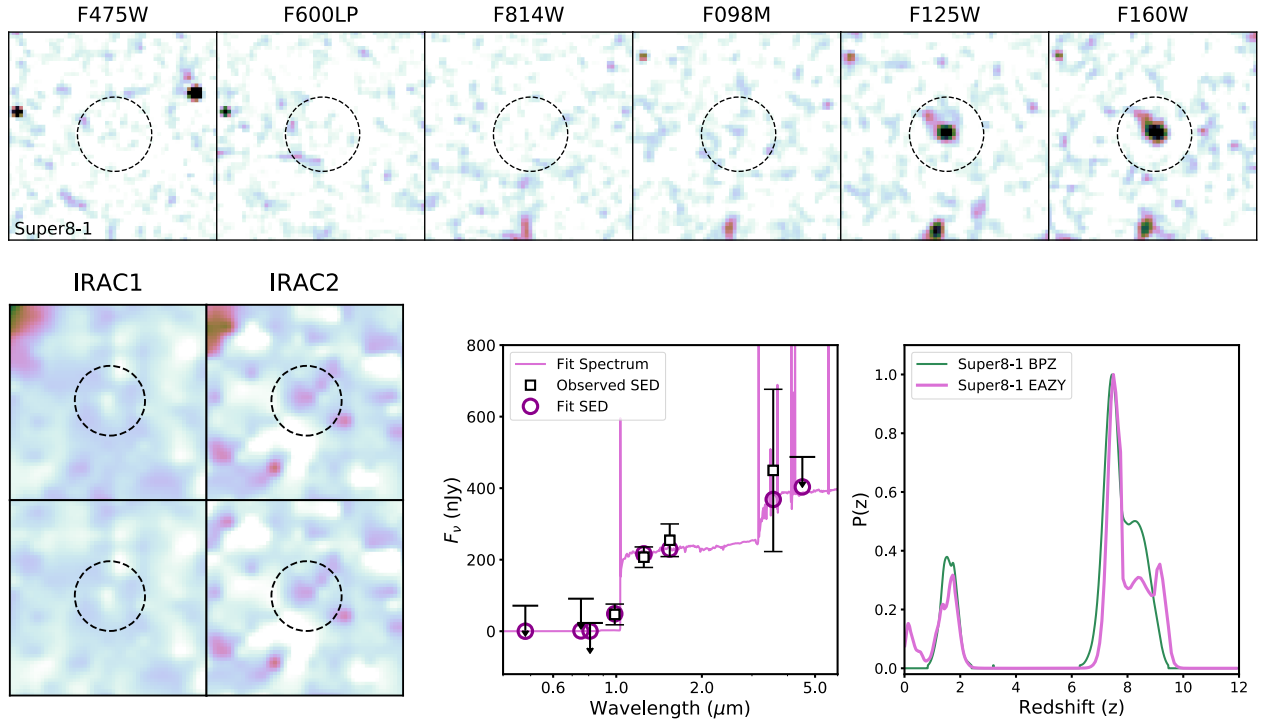 F475W F600LP F814W F098M F125W F160W
Super8-1
IRAC1 IRAC2
Fit Spectrum
Observed SED
Fit SED
800
600
400
200
0
F𝜈 (nJy)
0.6 1.0 2.0 5.0
Wavelength (μm)
Super8-1 BPZ
Super8-1 EAZY
1.0
0.8
0.6
0.4
0.2
0.0
P(z)
0 2 4 6 8 10 12
Redshift (z)